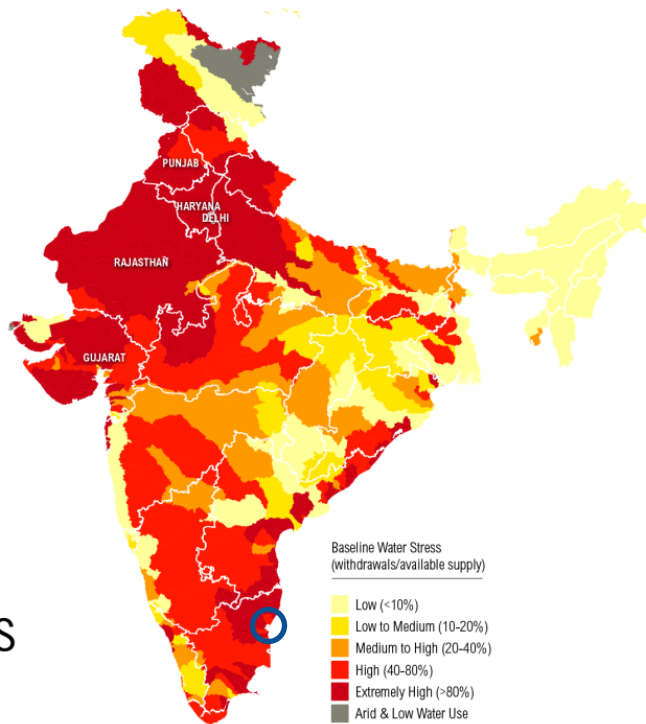 PUNJAB
HARYANA
DELHI
RAJASTHAN
GUJARAT
S
Baseline Water Stress
(withdrawals/available supply)
Low (<10%)
Low to Medium (10-20%)
Medium to High (20-40%)
High (40-80%)
Extremely High (>80%)
Arid & Low Water Use